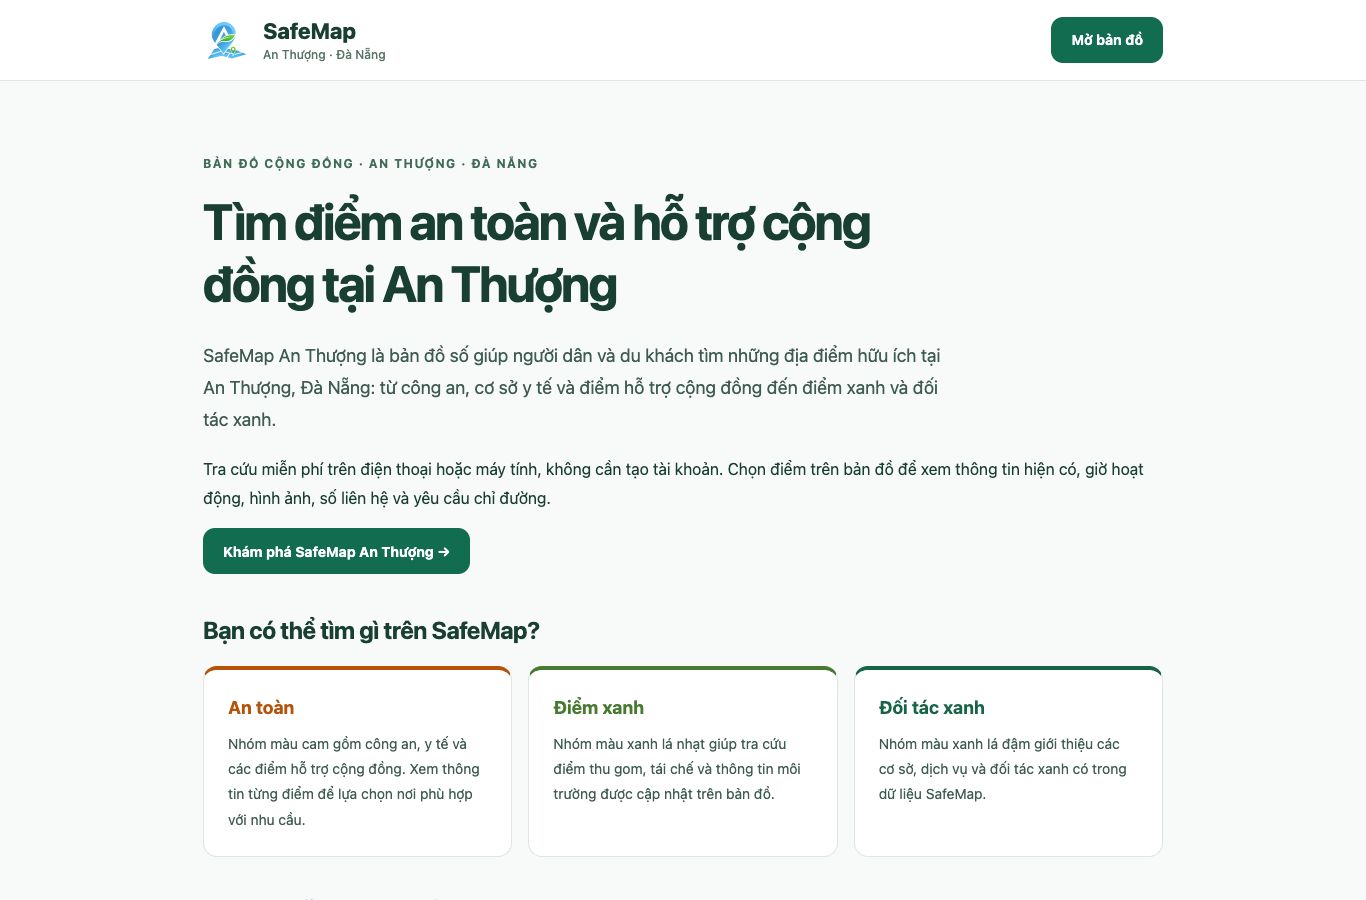 SafeMap
An Thượng · Đà Nẵng
Mở bản đồ
BẢN ĐỒ CỘNG ĐỒNG · AN THƯỢNG · ĐÀ NẴNG
Tìm điểm an toàn và hỗ trợ cộng
đồng tại An Thượng
SafeMap An Thượng là bản đồ số giúp người dân và du khách tìm những địa điểm hữu ích tại
An Thượng, Đà Nẵng: từ công an, cơ sở y tế và điểm hỗ trợ cộng đồng đến điểm xanh và đối
tác xanh.
Tra cứu miễn phí trên điện thoại hoặc máy tính, không cần tạo tài khoản. Chọn điểm trên bản đồ để xem thông tin hiện có, giờ hoạt
động, hình ảnh, số liên hệ và yêu cầu chỉ đường.
Khám phá SafeMap An Thượng →
Bạn có thể tìm gì trên SafeMap?
An toàn
Nhóm màu cam gồm công an, y tế và
các điểm hỗ trợ cộng đồng. Xem thông
tin từng điểm để lựa chọn nơi phù hợp
với nhu cầu.
Điểm xanh
Nhóm màu xanh lá nhạt giúp tra cứu
điểm thu gom, tái chế và thông tin môi
trường được cập nhật trên bản đồ.
Đối tác xanh
Nhóm màu xanh lá đậm giới thiệu các
cơ sở, dịch vụ và đối tác xanh có trong
dữ liệu SafeMap.